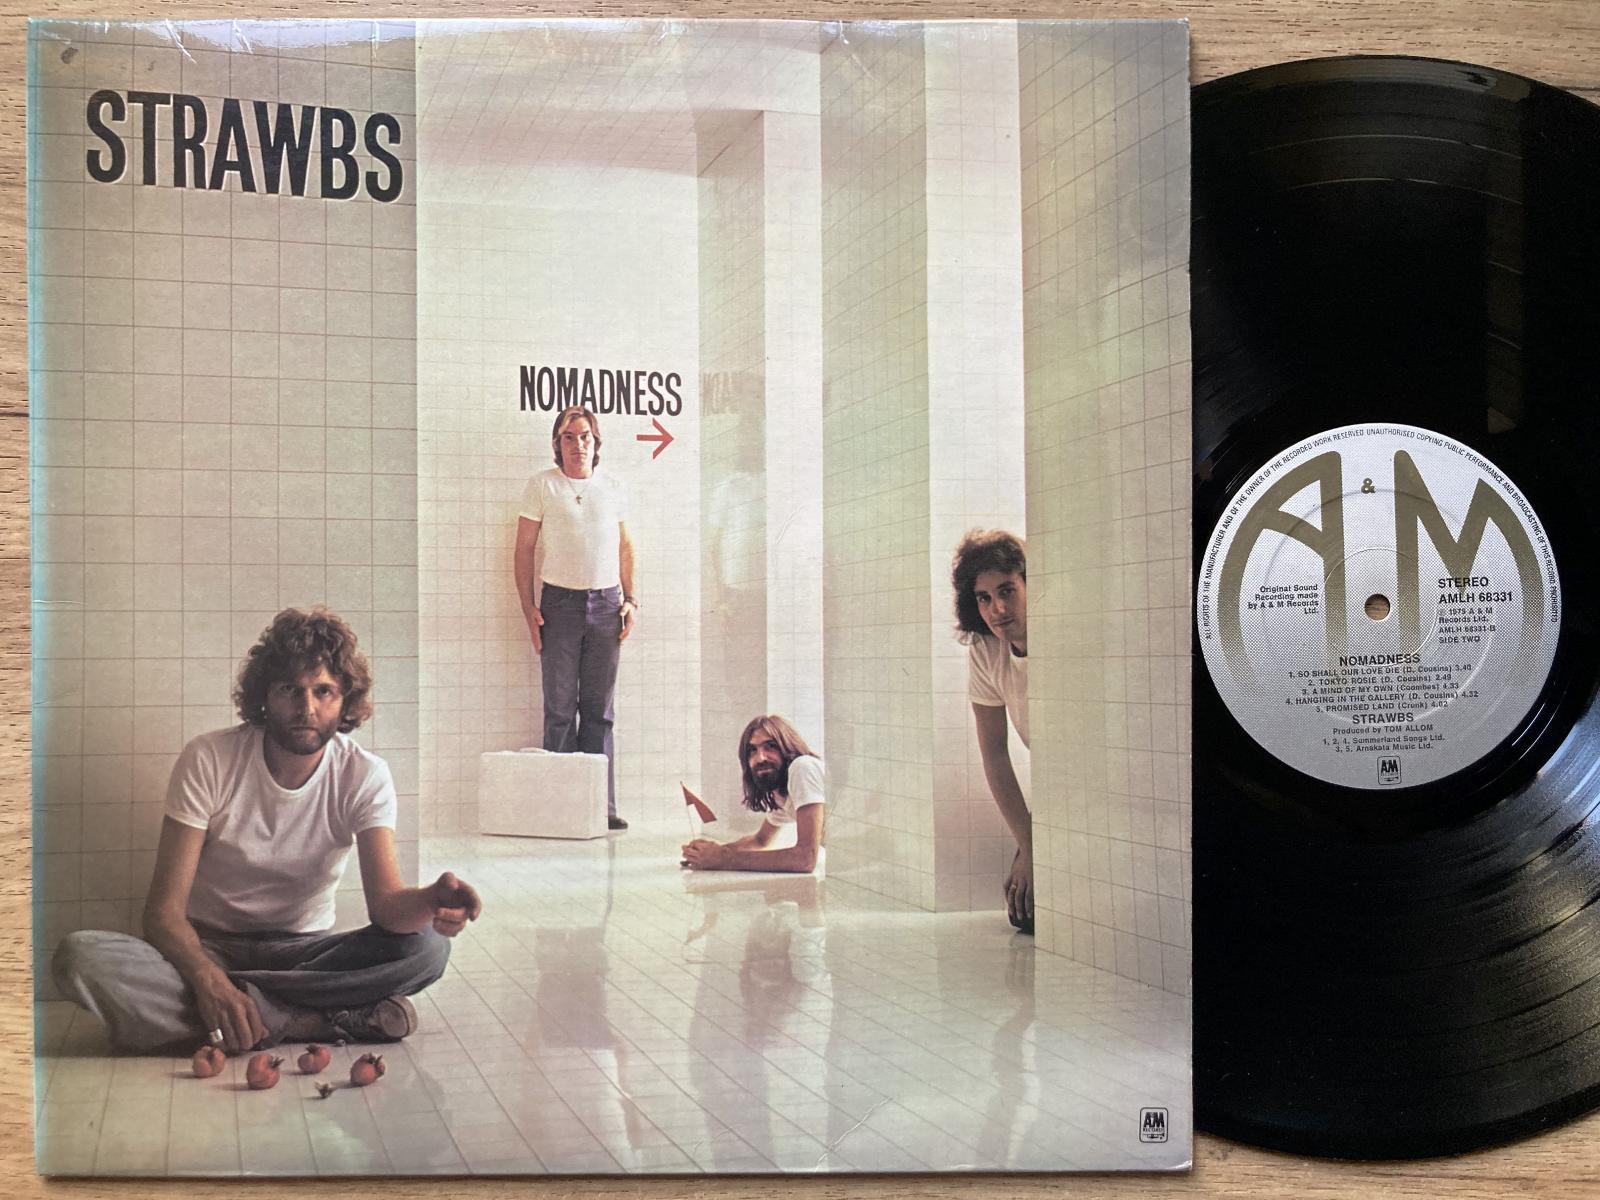 STRAWBS
NOMADNESS
ALL RIGHTS OF THE MANUFACTURER AND OF THE OWNER OF THE RECORDED WORK RESERVED UNAUTHORISED COPYING PUBLIC PERFORMANCE AND BROADCASTING OF THIS RECORD PROHIBITED
A & M
Original Sound
Recording made
by A & M Records
Ltd.
STEREO
AMLH 68331
℗ 1975 A & M
Records Ltd.
AMLH 68331-B
SIDE TWO
NOMADNESS
1. SO SHALL OUR LOVE DIE (D. Cousins) 3.40
2. TOKYO ROSIE (D. Cousins) 2.49
3. A MIND OF MY OWN (Coombes) 4.33
4. HANGING IN THE GALLERY (D. Cousins) 4.32
5. PROMISED LAND (Cronk) 4.02
STRAWBS
Produced by TOM ALLOM
1, 2, 4. Summerland Songs Ltd.
3, 5. Arnakata Music Ltd.
AM
RECORDS
AM
RECORDS